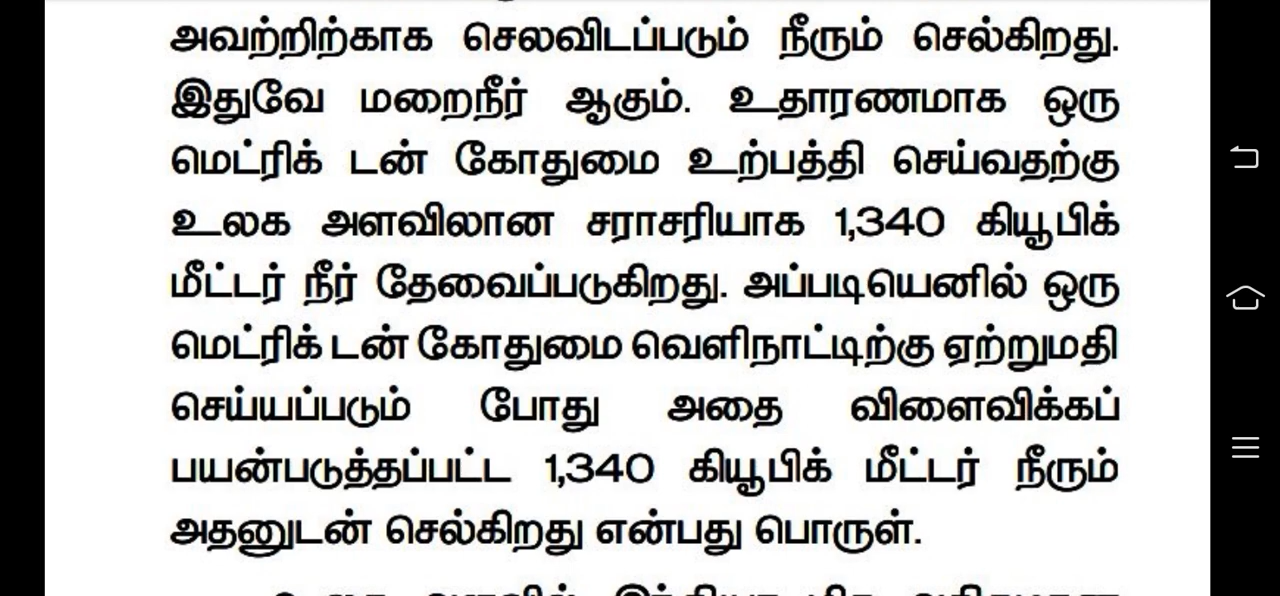 அவற்றிற்காக செலவிடப்படும் நீரும் செல்கிறது.
இதுவே மறைநீர் ஆகும். உதாரணமாக ஒரு
மெட்ரிக் டன் கோதுமை உற்பத்தி செய்வதற்கு
உலக அளவிலான சராசரியாக 1,340 கியூபிக்
மீட்டர் நீர் தேவைப்படுகிறது. அப்படியெனில் ஒரு
மெட்ரிக் டன் கோதுமை வெளிநாட்டிற்கு ஏற்றுமதி
செய்யப்படும் போது அதை விளைவிக்கப்
பயன்படுத்தப்பட்ட 1,340 கியூபிக் மீட்டர் நீரும்
அதனுடன் செல்கிறது என்பது பொருள்.